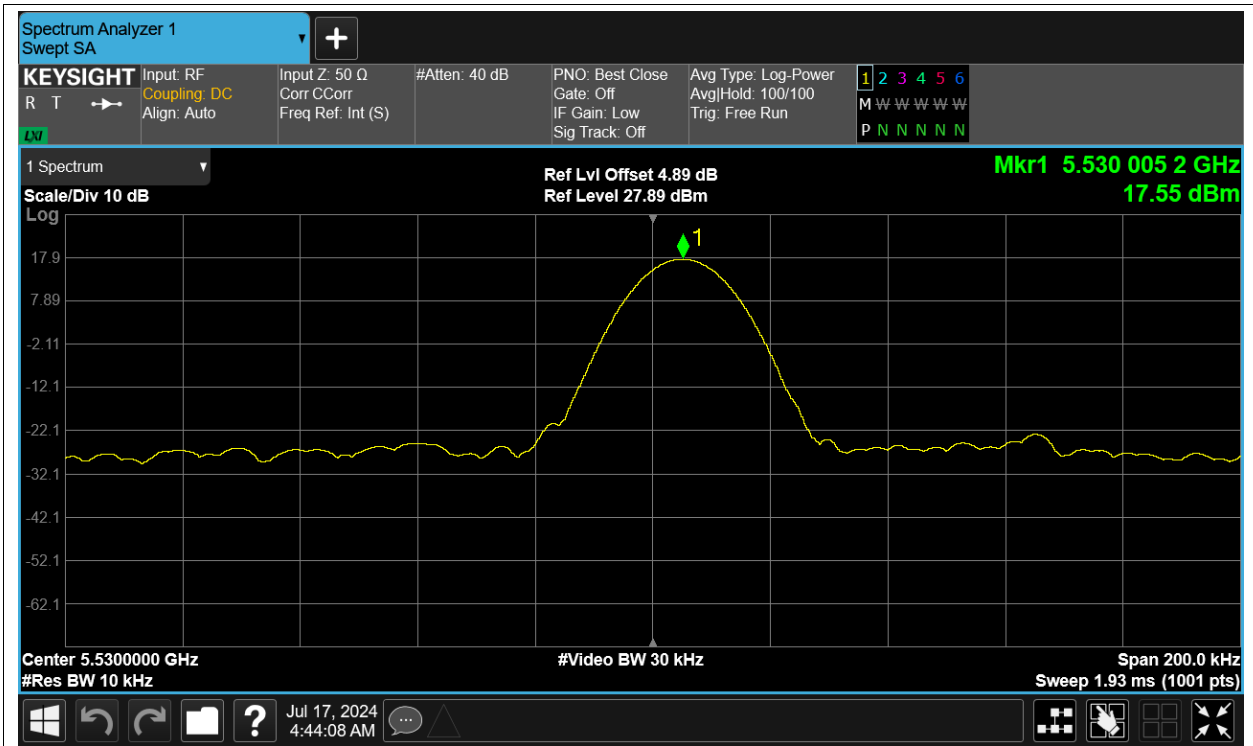 Spectrum Analyzer 1
Swept SA
KEYSIGHT
R T
LXI
Input: RF
Coupling: DC
Align: Auto
Input Z: 50 Ω
Corr CCorr
Freq Ref: Int (S)
#Atten: 40 dB
PNO: Best Close
Gate: Off
IF Gain: Low
Sig Track: Off
Avg Type: Log-Power
Avg|Hold: 100/100
Trig: Free Run
1 2 3 4 5 6
M W W W W W
P N N N N N
1 Spectrum
Scale/Div 10 dB
Log
Ref Lvl Offset 4.89 dB
Ref Level 27.89 dBm
Mkr1 5.530 005 2 GHz
17.55 dBm
1
17.9
7.89
-2.11
-12.1
-22.1
-32.1
-42.1
-52.1
-62.1
Center 5.5300000 GHz
#Res BW 10 kHz
#Video BW 30 kHz
Span 200.0 kHz
Sweep 1.93 ms (1001 pts)
?
Jul 17, 2024
4:44:08 AM